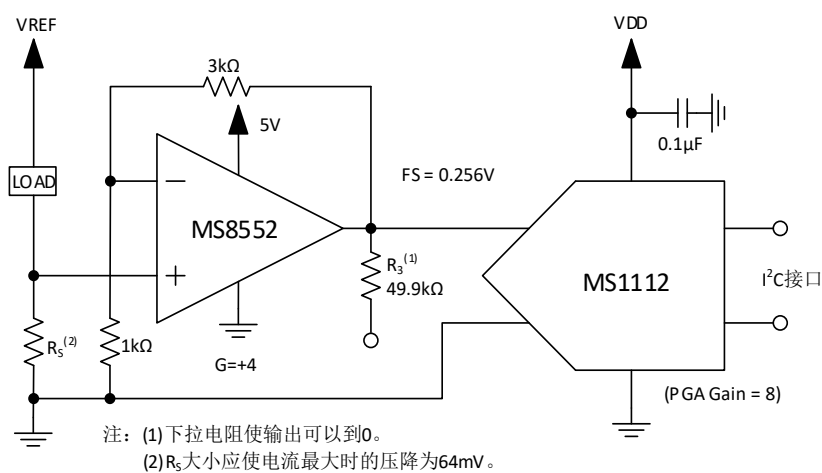 VREF
VDD
3kΩ
5V
0.1μF
LOAD
FS = 0.256V
MS8552
R3(1)
49.9kΩ
MS1112
I2C接口
RS(2)
1kΩ
G=+4
(PGA Gain = 8)
注：(1)下拉电阻使输出可以到0。
(2)RS大小应使电流最大时的压降为64mV。